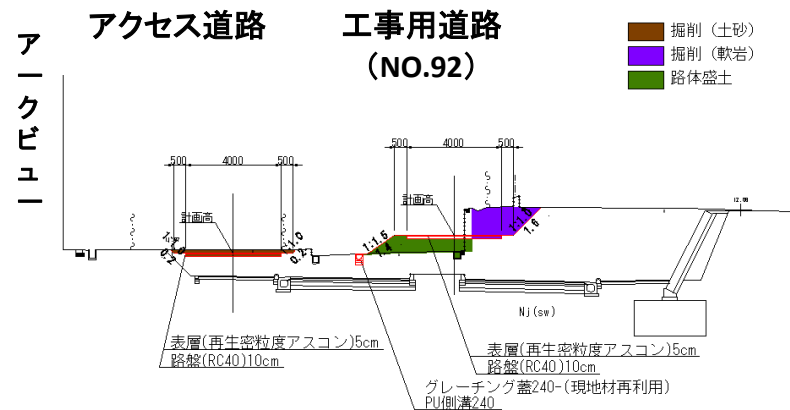 アクセス道路
工事用道路
(NO.92)
掘削（土砂）
掘削（軟岩）
路体盛土
アークビュー
500 4000 500
500 4000 500
計画高
計画高
1:1.0
0.2
1:1.0
0.2
1:1.5
1.4
1:1.0
1.6
Nj(sw)
表層(再生密粒度アスコン)5cm
路盤(RC40)10cm
表層(再生密粒度アスコン)5cm
路盤(RC40)10cm
グレーチング蓋240-(現地材再利用)
PU側溝240